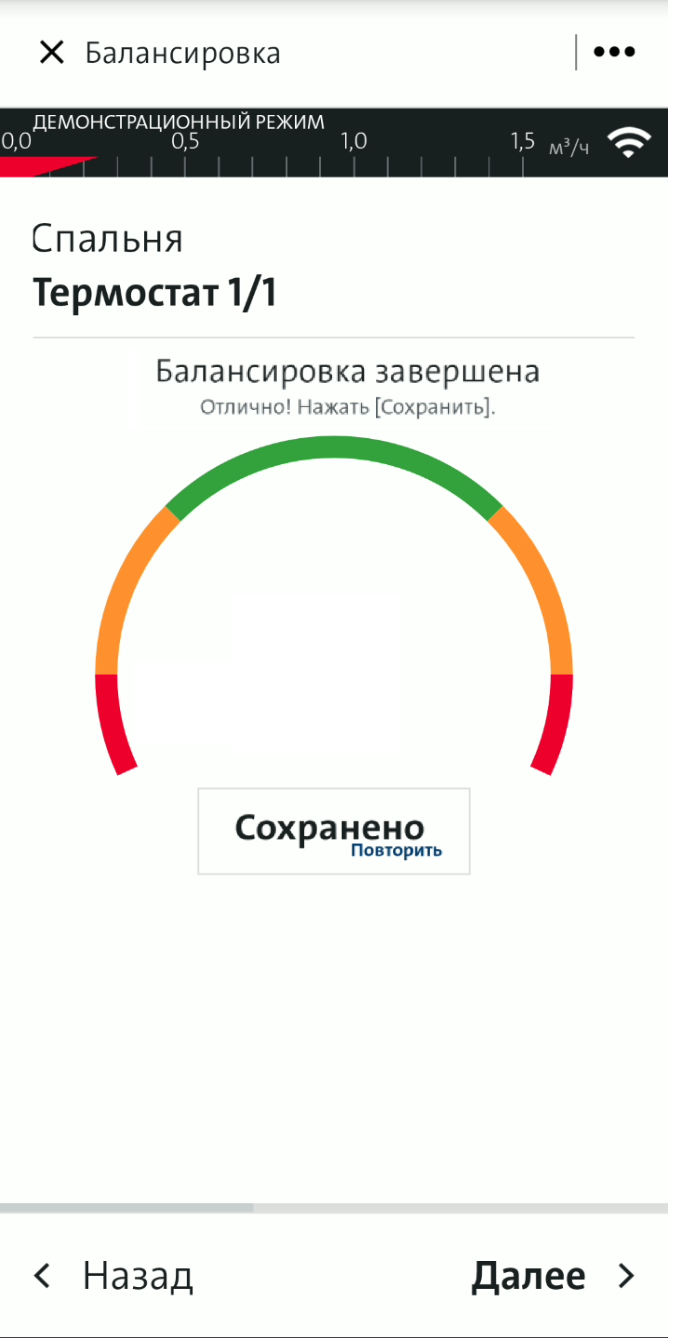 Балансировка
ДЕМОНСТРАЦИОННЫЙ РЕЖИМ
0,0 0,5 1,0 1,5 м³/ч
Спальня
Термостат 1/1
Балансировка завершена
Отлично! Нажать [Сохранить].
Сохранено
Повторить
Назад Далее